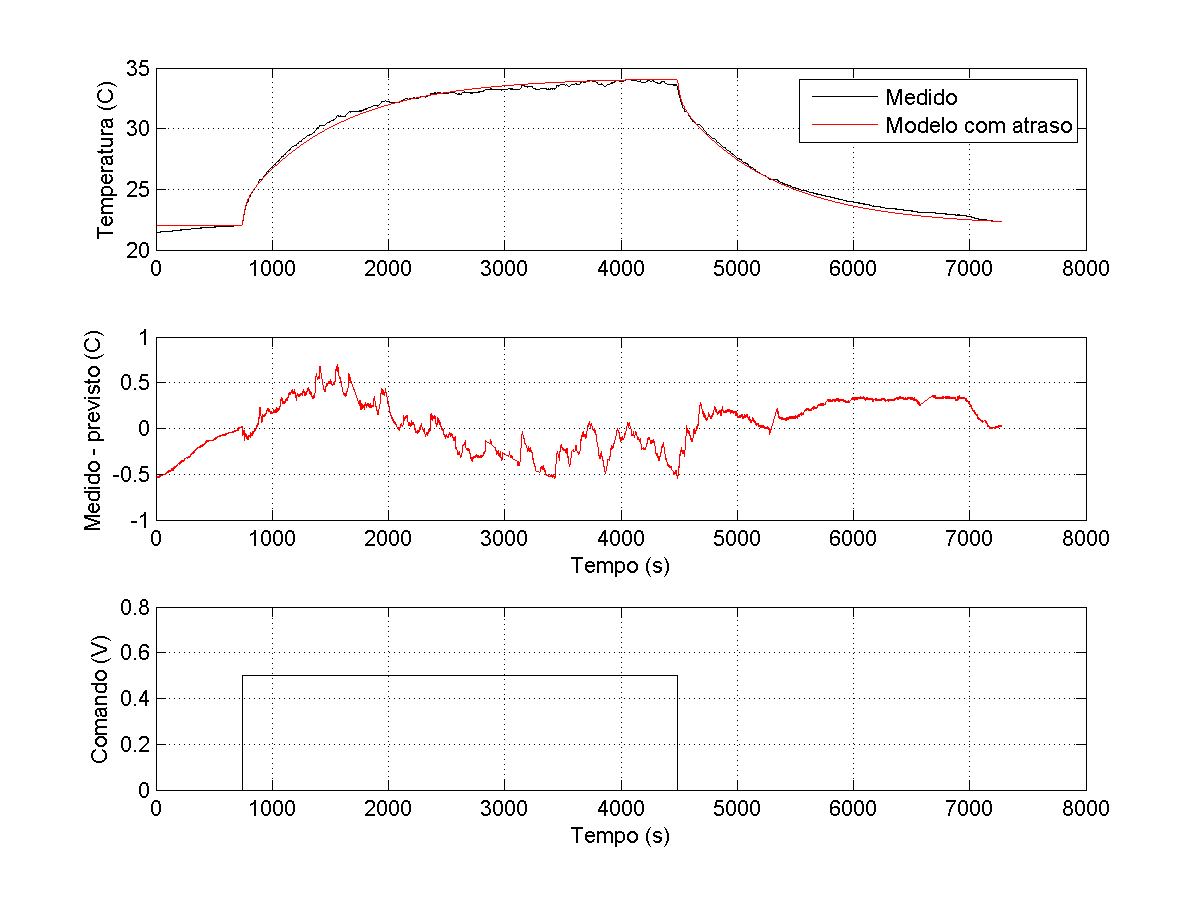 Temperatura (C)
35
30
25
20
Medido
Modelo com atraso
0 1000 2000 3000 4000 5000 6000 7000 8000
Medido - previsto (C)
1
0.5
0
-0.5
-1
0 1000 2000 3000 4000 5000 6000 7000 8000
Tempo (s)
Comando (V)
0.8
0.6
0.4
0.2
0
0 1000 2000 3000 4000 5000 6000 7000 8000
Tempo (s)